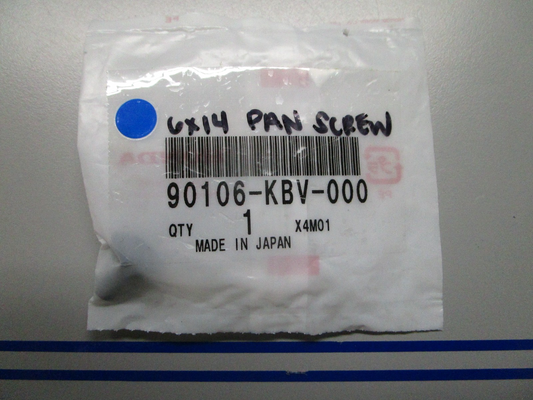 6x14 PAN SCREW
90106-KBV-000
QTY 1 X4M01
MADE IN JAPAN